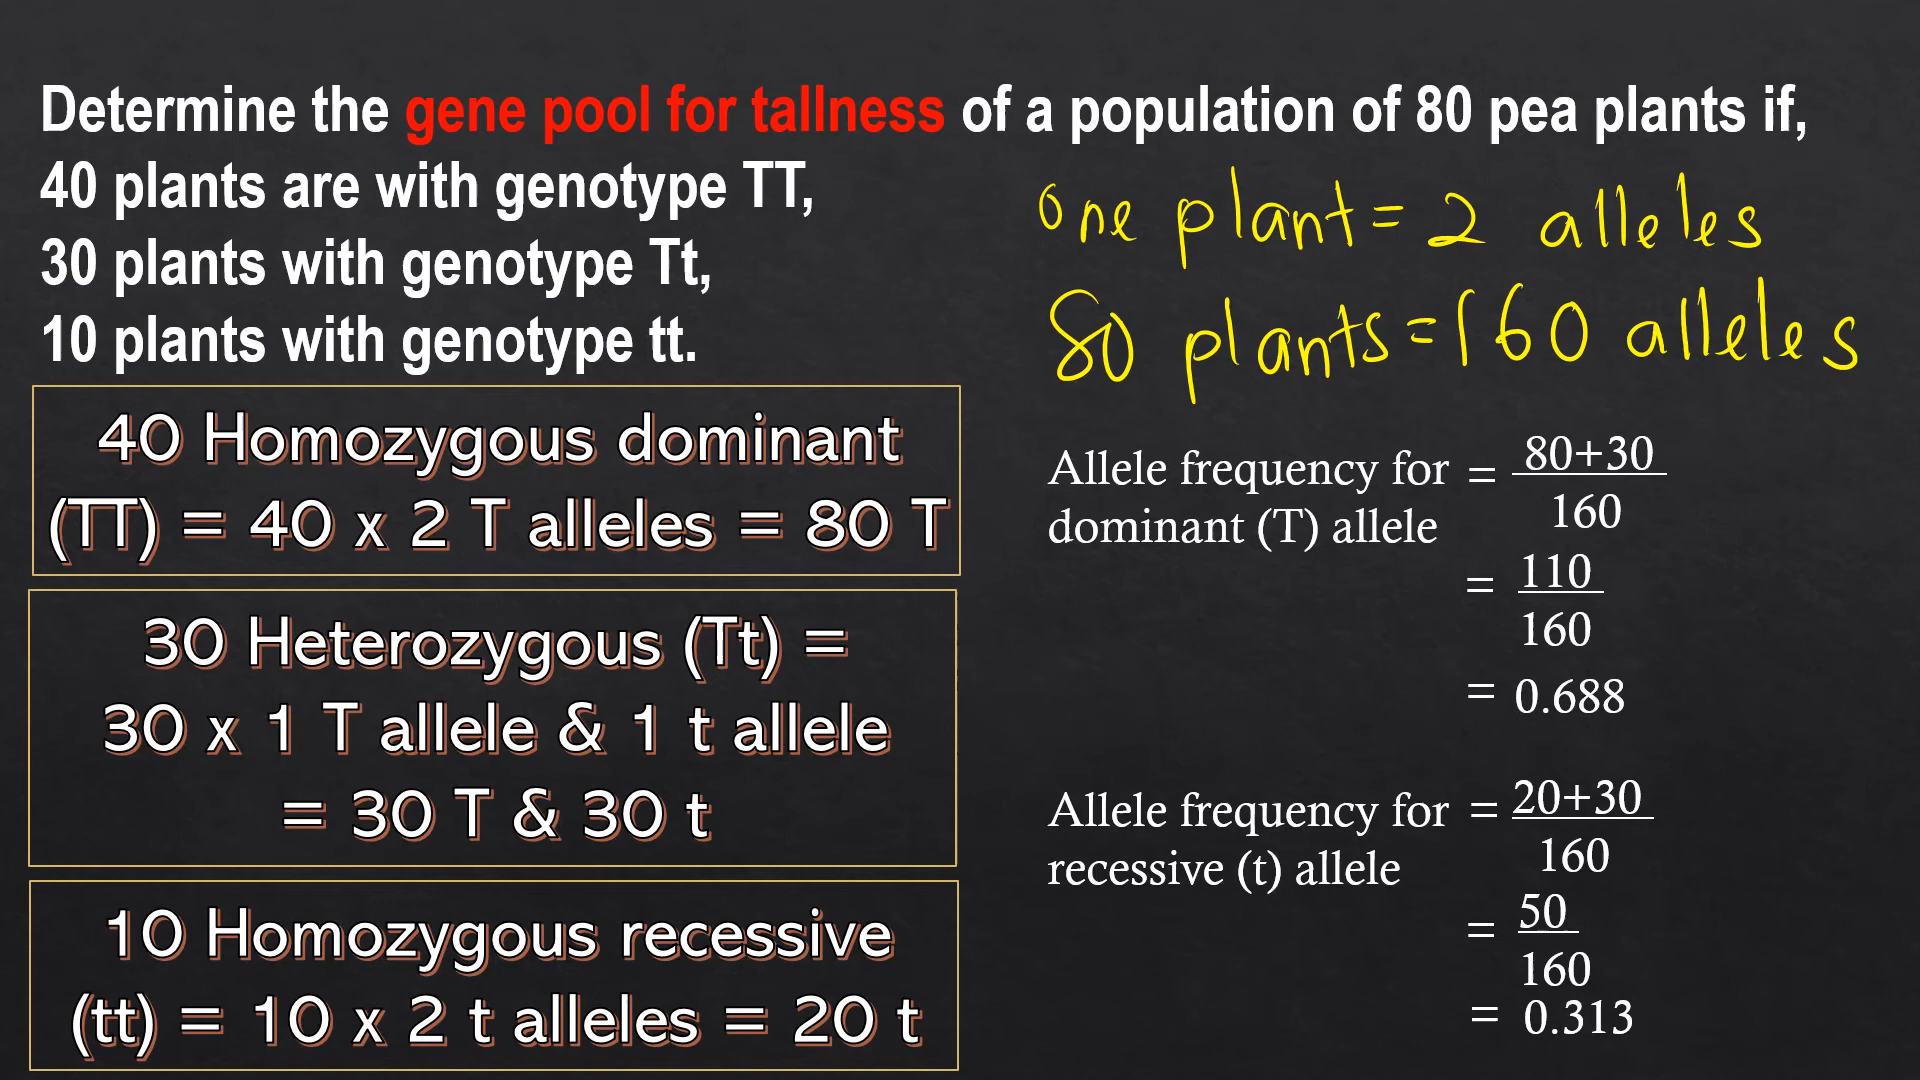 Determine the gene pool for tallness of a population of 80 pea plants if,
40 plants are with genotype TT,
30 plants with genotype Tt,
10 plants with genotype tt.
one plant = 2 alleles
80 plants = 160 alleles
40 Homozygous dominant
(TT) = 40 x 2 T alleles = 80 T
30 Heterozygous (Tt) =
30 x 1 T allele & 1 t allele
= 30 T & 30 t
10 Homozygous recessive
(tt) = 10 x 2 t alleles = 20 t
Allele frequency for = 80+30
dominant (T) allele 160
= 110
160
= 0.688
Allele frequency for = 20+30
recessive (t) allele 160
= 50
160
= 0.313